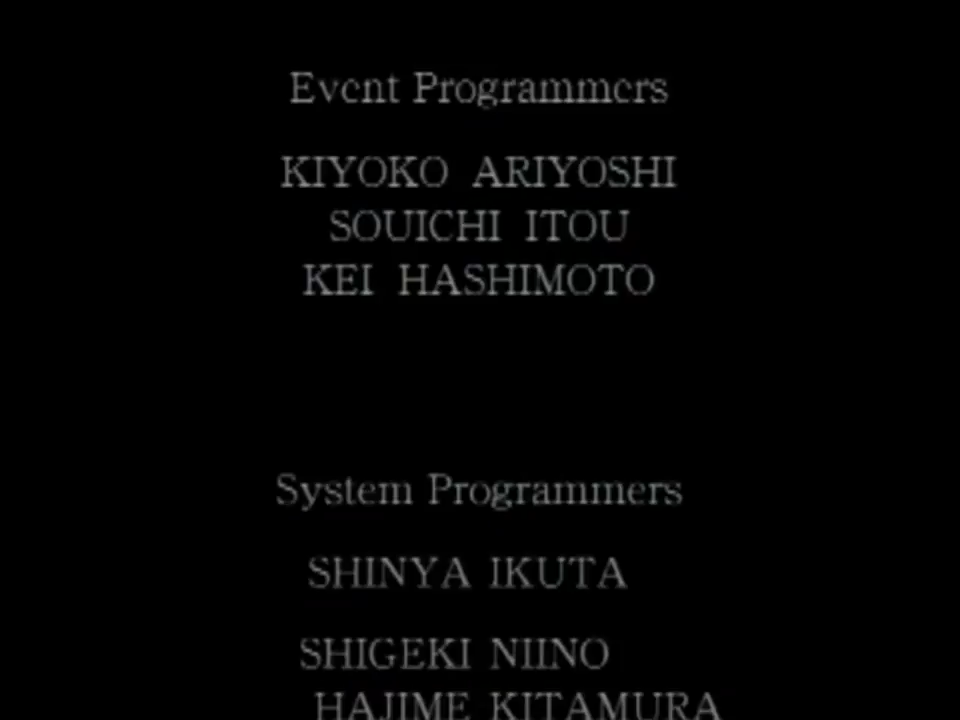 Event Programmers
KIYOKO ARIYOSHI
SOUICHI ITOU
KEI HASHIMOTO
System Programmers
SHINYA IKUTA
SHIGEKI NIINO
HAJIME KITAMURA